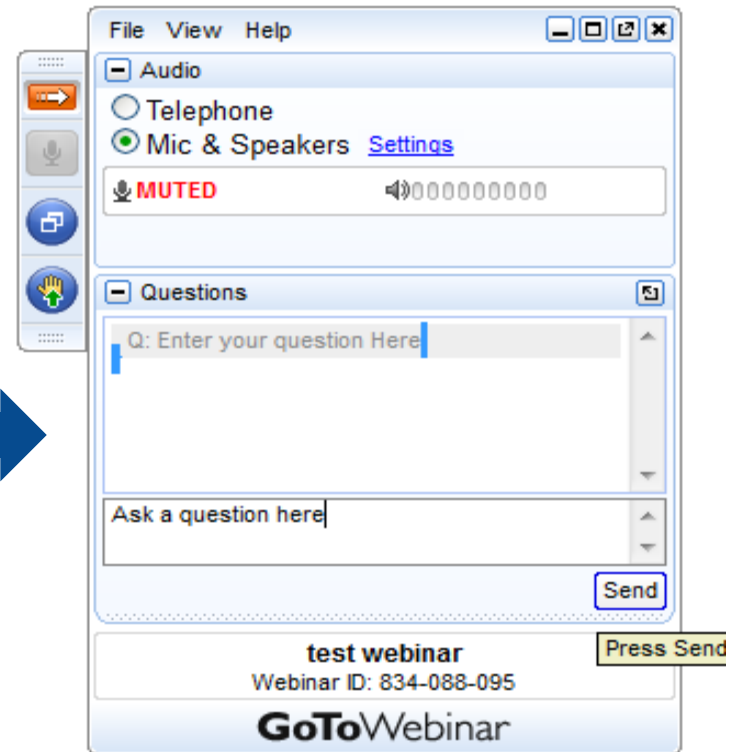 File View Help
Audio
Telephone
Mic & Speakers Settings
MUTED 000000000
Questions
Q: Enter your question Here
Ask a question here
Send
Press Send
test webinar
Webinar ID: 834-088-095
GoToWebinar